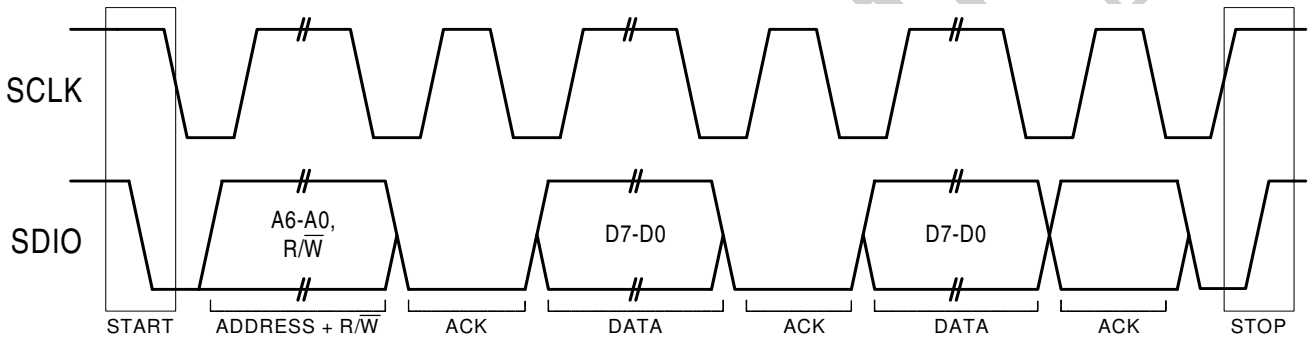 SCLK
SDIO
A6-A0,
R/W̅
D7-D0
D7-D0
START
ADDRESS + R/W̅
ACK
DATA
ACK
DATA
ACK
STOP